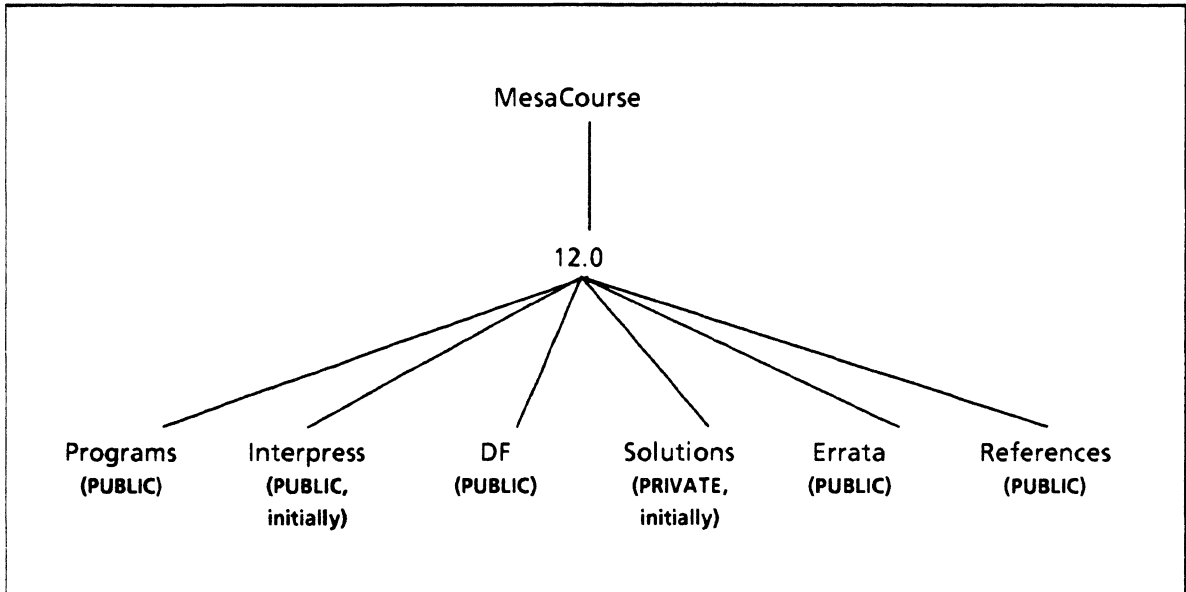 MesaCourse
12.0
Programs
(PUBLIC)
Interpress
(PUBLIC,
initially)
DF
(PUBLIC)
Solutions
(PRIVATE,
initially)
Errata
(PUBLIC)
References
(PUBLIC)